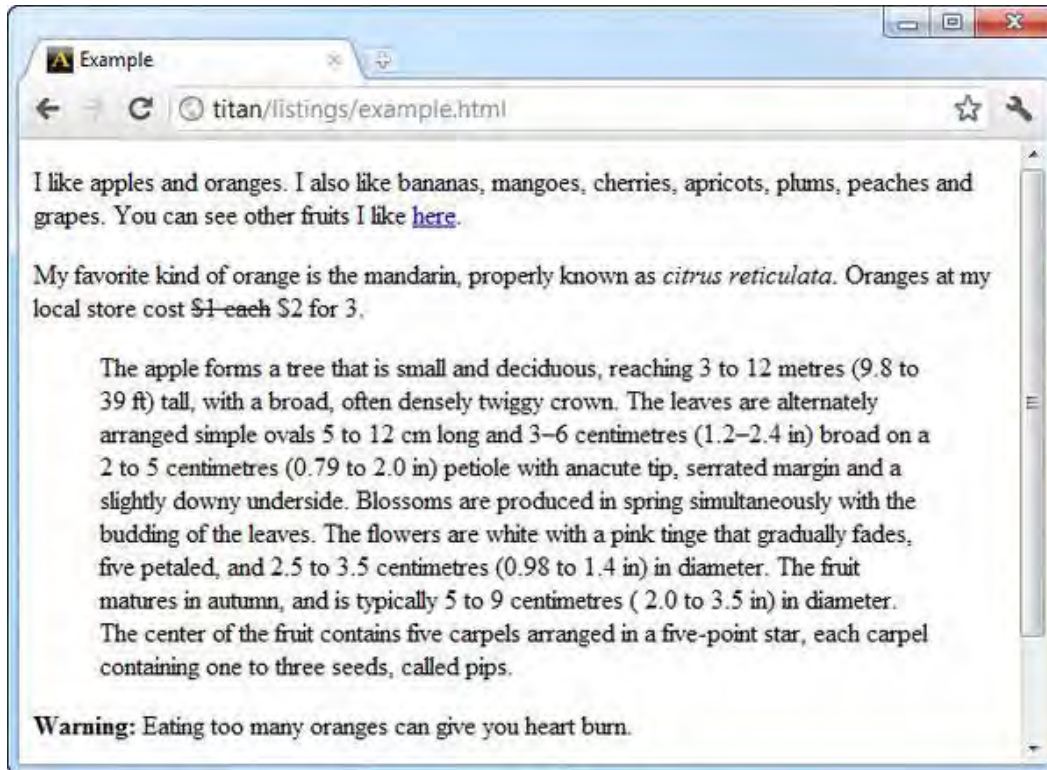 Example
titan/listings/example.html
I like apples and oranges. I also like bananas, mangoes, cherries, apricots, plums, peaches and
grapes. You can see other fruits I like here.
My favorite kind of orange is the mandarin, properly known as citrus reticulata. Oranges at my
local store cost $1 each $2 for 3.
The apple forms a tree that is small and deciduous, reaching 3 to 12 metres (9.8 to
39 ft) tall, with a broad, often densely twiggy crown. The leaves are alternately
arranged simple ovals 5 to 12 cm long and 3–6 centimetres (1.2–2.4 in) broad on a
2 to 5 centimetres (0.79 to 2.0 in) petiole with anacute tip, serrated margin and a
slightly downy underside. Blossoms are produced in spring simultaneously with the
budding of the leaves. The flowers are white with a pink tinge that gradually fades,
five petaled, and 2.5 to 3.5 centimetres (0.98 to 1.4 in) in diameter. The fruit
matures in autumn, and is typically 5 to 9 centimetres ( 2.0 to 3.5 in) in diameter.
The center of the fruit contains five carpels arranged in a five-point star, each carpel
containing one to three seeds, called pips.
Warning: Eating too many oranges can give you heart burn.